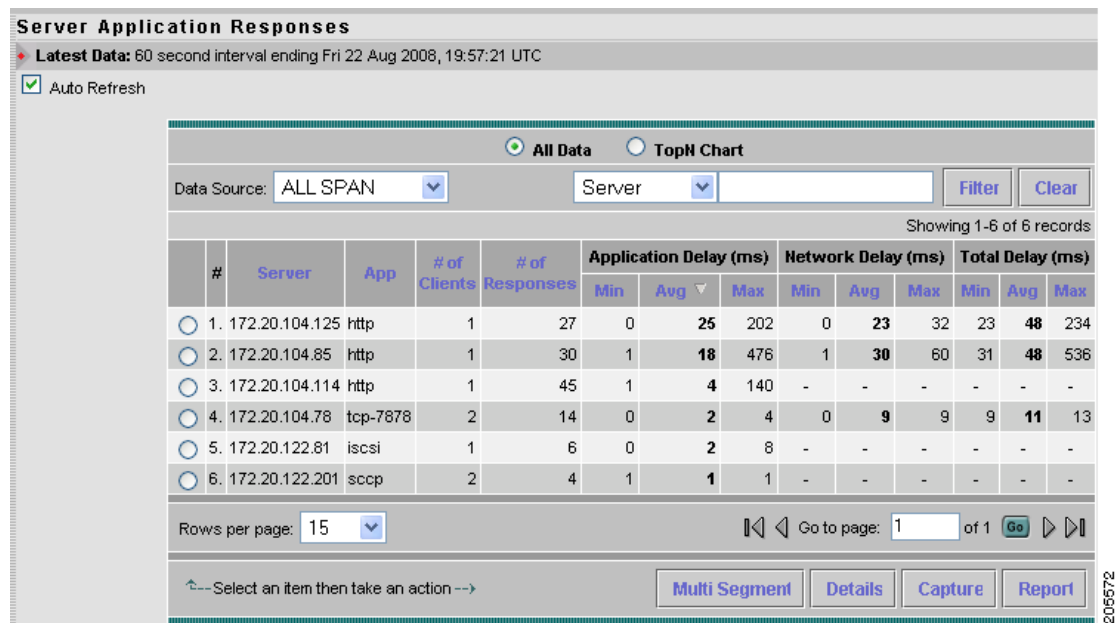 Server Application Responses
Latest Data: 60 second interval ending Fri 22 Aug 2008, 19:57:21 UTC
Auto Refresh
All Data TopN Chart
Data Source: ALL SPAN Server Filter Clear
Showing 1-6 of 6 records
# Server App # of Clients # of Responses Application Delay (ms) Network Delay (ms) Total Delay (ms)
Min Avg Max Min Avg Max Min Avg Max
1. 172.20.104.125 http 1 27 0 25 202 0 23 32 23 48 234
2. 172.20.104.85 http 1 30 1 18 476 1 30 60 31 48 536
3. 172.20.104.114 http 1 45 1 4 140 - - - - - -
4. 172.20.104.78 tcp-7878 2 14 0 2 4 0 9 9 9 11 13
5. 172.20.122.81 iscsi 1 6 0 2 8 - - - - - -
6. 172.20.122.201 sccp 2 4 1 1 1 - - - - - -
Rows per page: 15 Go to page: 1 of 1 Go
Select an item then take an action -->
Multi Segment Details Capture Report
205572